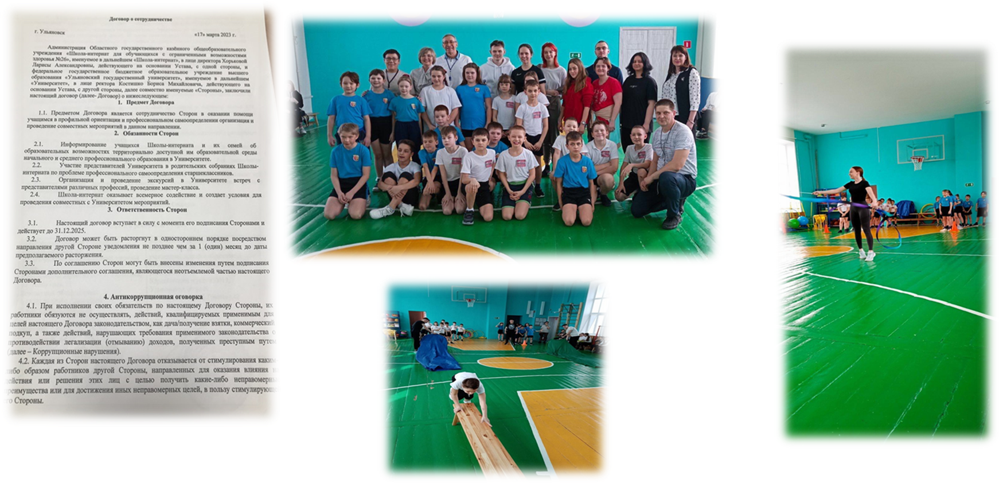 Договор о сотрудничестве
г. Ульяновск «17» марта 2023 г.
Администрация Областного государственного казённого общеобразовательного
учреждения «Школа-интернат для обучающихся с ограниченными возможностями
здоровья №26», именуемое в дальнейшем «Школа-интернат», в лице директора Хорьковой
Ларисы Александровны, действующего на основании Устава, с одной стороны, и
федеральное государственное бюджетное образовательное учреждение высшего
образования «Ульяновский государственный университет», именуемое в дальнейшем
«Университет», в лице ректора Костишко Бориса Михайловича, действующего на
основании Устава, с другой стороны, далее совместно именуемые «Стороны», заключили
настоящий договор (далее- Договор) о нижеследующем:
1. Предмет Договора
1.1. Предметом Договора является сотрудничество Сторон в оказании помощи
учащимся в профильной ориентации и профессиональном самоопределении организация и
проведение совместных мероприятий в данном направлении.
2. Обязанности Сторон
2.1. Информирование учащихся Школы-интерната и их семей об
образовательных возможностях территориально доступной им образовательной среды
начального и среднего профессионального образования в Университете.
2.2. Участие представителей Университета в родительских собраниях Школы-
интерната по проблеме профессионального самоопределения старшеклассников.
2.3. Организация и проведение экскурсий в Университете встреч с
представителями различных профессий, проведение мастер-класса.
2.4. Школа-интернат оказывает всемерное содействие и создает условия для
проведения совместных с Университетом мероприятий.
3. Ответственность Сторон
3.1. Настоящий договор вступает в силу с момента его подписания Сторонами и
действует до 31.12.2025.
3.2. Договор может быть расторгнут в одностороннем порядке посредством
направления другой Стороне уведомления не позднее чем за 1 (один) месяц до даты
предполагаемого расторжения.
3.3. По соглашению Сторон могут быть внесены изменения путем подписания
Сторонами дополнительного соглашения, являющегося неотъемлемой частью настоящего
Договора.
4. Антикоррупционная оговорка
4.1. При исполнении своих обязательств по настоящему Договору Стороны, их
работники обязуются не осуществлять, действий, квалифицируемых применимым для
целей настоящего Договора законодательством, как дача/получение взятки, коммерческий
подкуп, а также действий, нарушающих требования применимого законодательства о
противодействии легализации (отмыванию) доходов, полученных преступным путем
(далее – Коррупционные нарушения).
4.2. Каждая из Сторон настоящего Договора отказывается от стимулирования каким-
либо образом работников другой Стороны, направленных для оказания влияния
действия или решения этих лиц с целью получить какие-либо неправомерные
преимущества или для достижения иных неправомерных целей, в пользу
Стороны.